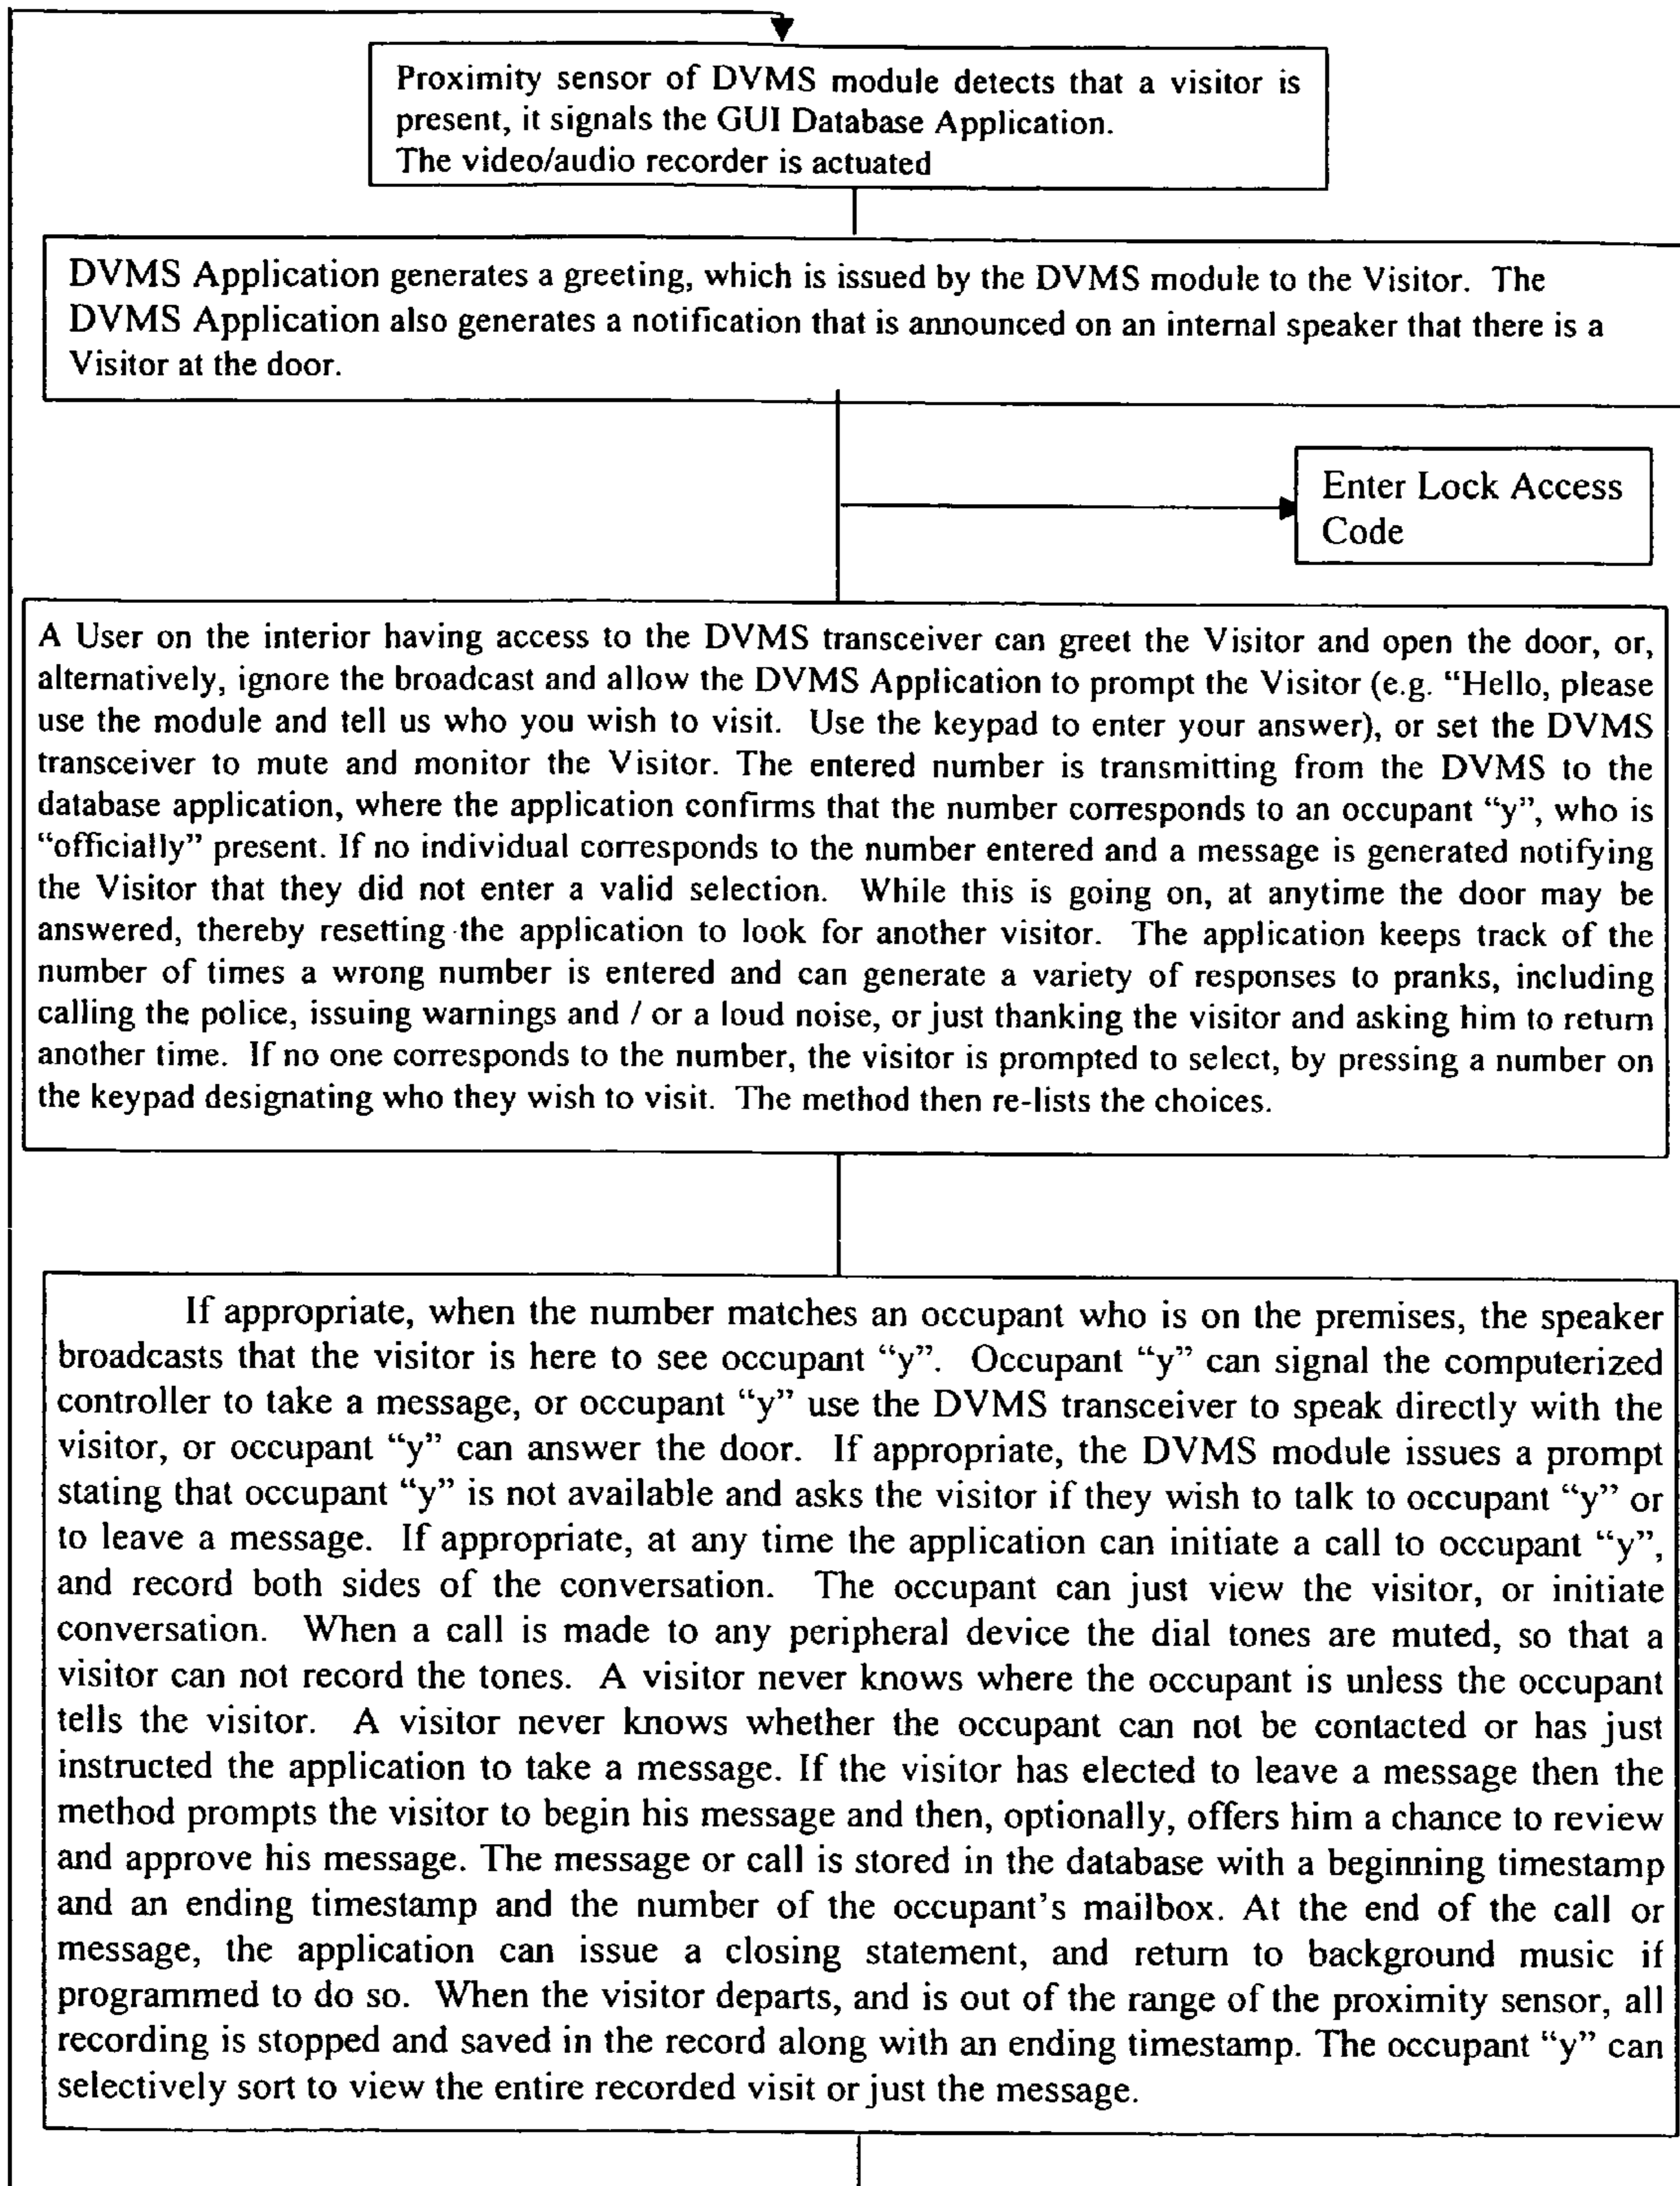 Proximity sensor of DVMS module detects that a visitor is
present, it signals the GUI Database Application.
The video/audio recorder is actuated
DVMS Application generates a greeting, which is issued by the DVMS module to the Visitor. The
DVMS Application also generates a notification that is announced on an internal speaker that there is a
Visitor at the door.
Enter Lock Access
Code
A User on the interior having access to the DVMS transceiver can greet the Visitor and open the door, or,
alternatively, ignore the broadcast and allow the DVMS Application to prompt the Visitor (e.g. “Hello, please
use the module and tell us who you wish to visit. Use the keypad to enter your answer), or set the DVMS
transceiver to mute and monitor the Visitor. The entered number is transmitting from the DVMS to the
database application, where the application confirms that the number corresponds to an occupant “y”, who is
“officially” present. If no individual corresponds to the number entered and a message is generated notifying
the Visitor that they did not enter a valid selection. While this is going on, at anytime the door may be
answered, thereby resetting the application to look for another visitor. The application keeps track of the
number of times a wrong number is entered and can generate a variety of responses to pranks, including
calling the police, issuing warnings and / or a loud noise, or just thanking the visitor and asking him to return
another time. If no one corresponds to the number, the visitor is prompted to select, by pressing a number on
the keypad designating who they wish to visit. The method then re-lists the choices.
If appropriate, when the number matches an occupant who is on the premises, the speaker
broadcasts that the visitor is here to see occupant “y”. Occupant “y” can signal the computerized
controller to take a message, or occupant “y” use the DVMS transceiver to speak directly with the
visitor, or occupant “y” can answer the door. If appropriate, the DVMS module issues a prompt
stating that occupant “y” is not available and asks the visitor if they wish to talk to occupant “y” or
to leave a message. If appropriate, at any time the application can initiate a call to occupant “y”,
and record both sides of the conversation. The occupant can just view the visitor, or initiate
conversation. When a call is made to any peripheral device the dial tones are muted, so that a
visitor can not record the tones. A visitor never knows where the occupant is unless the occupant
tells the visitor. A visitor never knows whether the occupant can not be contacted or has just
instructed the application to take a message. If the visitor has elected to leave a message then the
method prompts the visitor to begin his message and then, optionally, offers him a chance to review
and approve his message. The message or call is stored in the database with a beginning timestamp
and an ending timestamp and the number of the occupant's mailbox. At the end of the call or
message, the application can issue a closing statement, and return to background music if
programmed to do so. When the visitor departs, and is out of the range of the proximity sensor, all
recording is stopped and saved in the record along with an ending timestamp. The occupant “y” can
selectively sort to view the entire recorded visit or just the message.